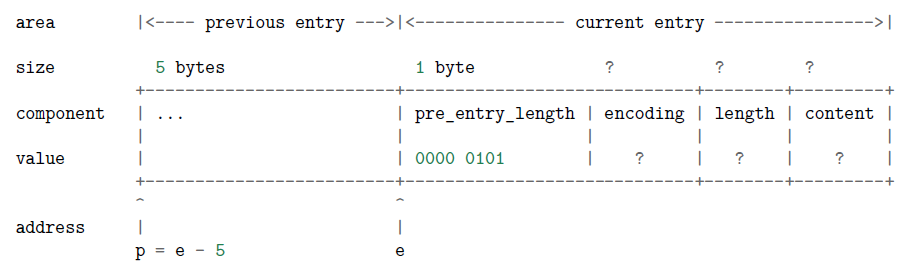 area          |<---- previous entry --->|<--------------- current entry ---------------->|
size            5 bytes                   1 byte             ?          ?        ?
              +-------------------------+-----------------------------+--------+---------+
component     | ...                     | pre_entry_length | encoding | length | content |
              |                         |                  |          |        |         |
value         |                         | 0000 0101        |    ?     |   ?    |    ?    |
              +-------------------------+-----------------------------+--------+---------+
              ^                         ^
address       |                         |
              p = e - 5                 e